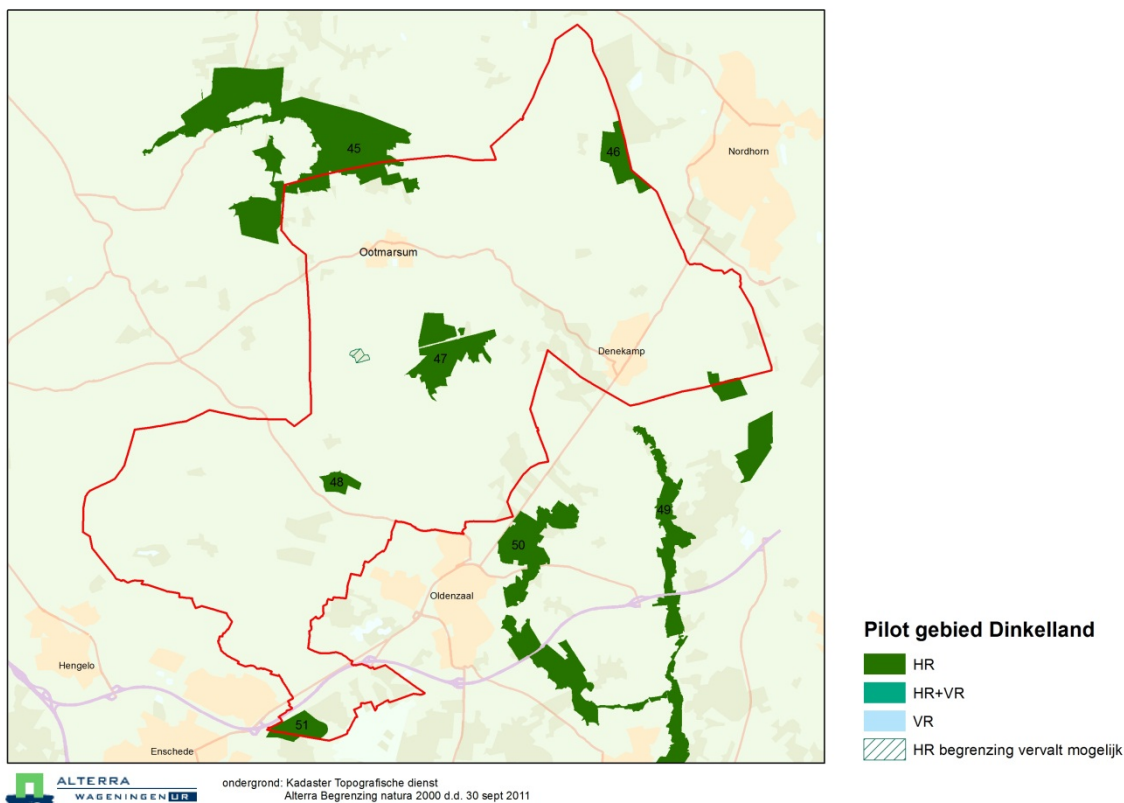 45
46
Nordhorn
Ootmarsum
47
Denekamp
48
49
50
Oldenzaal
Hengelo
51
Enschede
Pilot gebied Dinkelland
HR
HR+VR
VR
HR begrenzing vervalt mogelijk
ALTERRA
WAGENINGEN UR
ondergrond: Kadaster Topografische dienst
Alterra Begrenzing natura 2000 d.d. 30 sept 2011